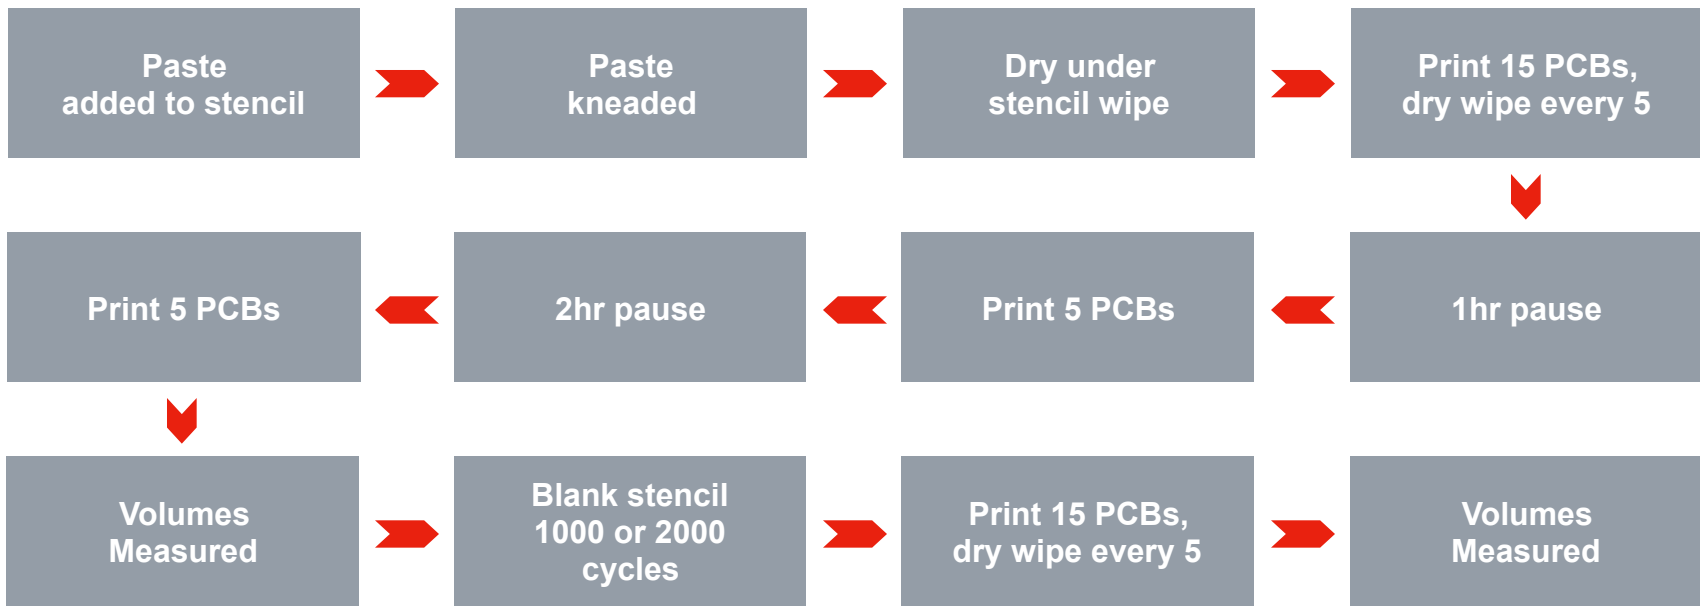 Paste
added to stencil
Paste
kneaded
Dry under
stencil wipe
Print 15 PCBs,
dry wipe every 5
1hr pause
Print 5 PCBs
2hr pause
Print 5 PCBs
Volumes
Measured
Blank stencil
1000 or 2000
cycles
Print 15 PCBs,
dry wipe every 5
Volumes
Measured